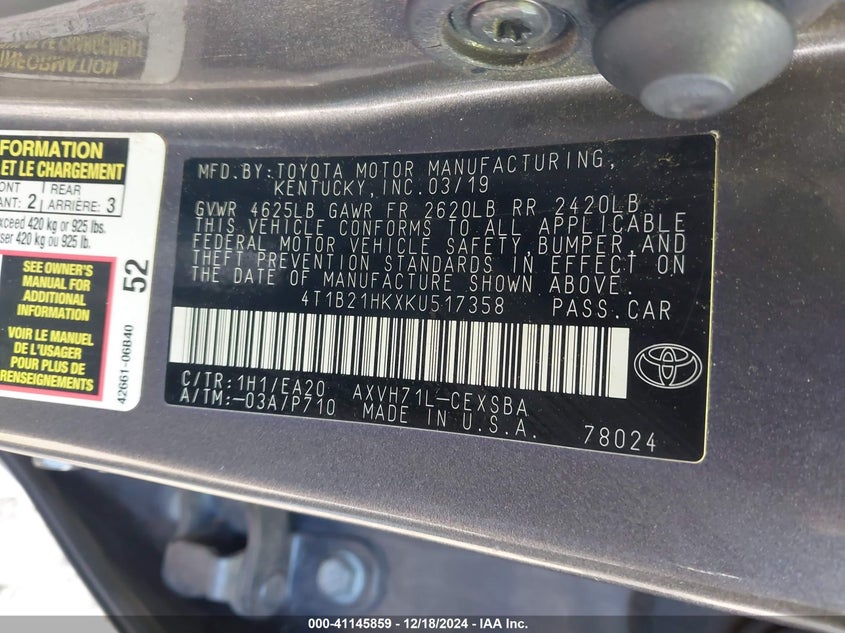 FORMATION
ET LE CHARGEMENT
REAR
2 ARRIÈRE: 3
xceed 420 kg or 925 lbs.
ser 420 kg ou 925 lb.
SEE OWNER'S
MANUAL FOR
ADDITIONAL
INFORMATION
VOIR LE MANUEL
DE L'USAGER
POUR PLUS DE
RENSEIGNEMENTS
52
42661-06B40
MFD.BY:TOYOTA MOTOR MANUFACTURING,
KENTUCKY,INC.03/19
GVWR 4625LB GAWR FR 2620LB RR 2420LB
THIS VEHICLE CONFORMS TO ALL APPLICABLE
FEDERAL MOTOR VEHICLE SAFETY,BUMPER,AND
THEFT PREVENTION STANDARDS IN EFFECT ON
THE DATE OF MANUFACTURE SHOWN ABOVE.
4T1B21HKXKU517358 PASS.CAR
C/TR:1H1/EA20 AXVH71L-CEXSBA
A/TM:-03A/P710 MADE IN U.S.A. 78024
000-41145859 - 12/18/2024 - IAA Inc.